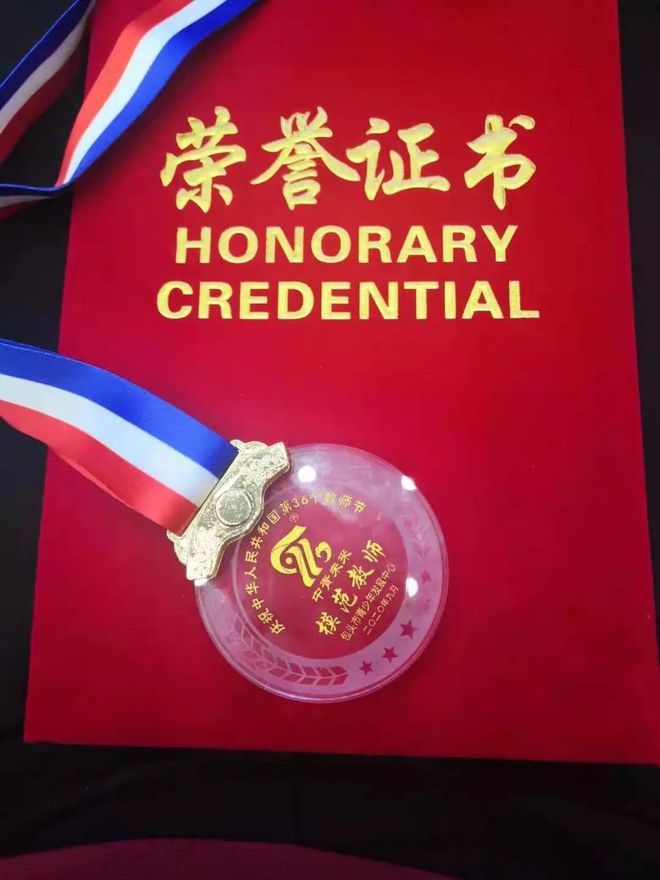 荣誉证书
HONORARY
CREDENTIAL
庆祝中华人民共和国第36个教师节
®
中青未来
模范教师
包头市青少年发展中心
二〇二〇年九月